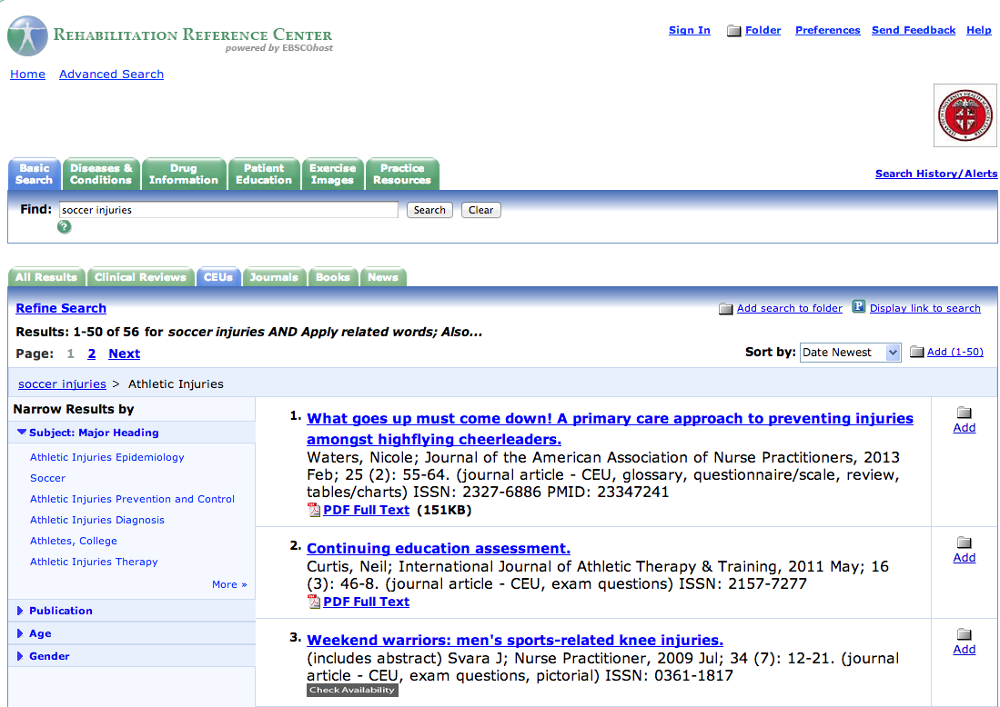 REHABILITATION REFERENCE CENTER
powered by EBSCOhost
Sign In Folder Preferences Send Feedback Help
Home Advanced Search
Basic Search Diseases & Conditions Drug Information Patient Education Exercise Images Practice Resources
Search History/Alerts
Find: soccer injuries Search Clear
?
All Results Clinical Reviews CEUs Journals Books News
Refine Search
Add search to folder P Display link to search
Results: 1-50 of 56 for soccer injuries AND Apply related words; Also...
Page: 1 2 Next
Sort by: Date Newest Add (1-50)
soccer injuries > Athletic Injuries
Narrow Results by
Subject: Major Heading
Athletic Injuries Epidemiology
Soccer
Athletic Injuries Prevention and Control
Athletic Injuries Diagnosis
Athletes, College
Athletic Injuries Therapy
More »
Publication
Age
Gender
1. What goes up must come down! A primary care approach to preventing injuries
amongst highflying cheerleaders.
Waters, Nicole; Journal of the American Association of Nurse Practitioners, 2013
Feb; 25 (2): 55-64. (journal article - CEU, glossary, questionnaire/scale, review,
tables/charts) ISSN: 2327-6886 PMID: 23347241
PDF Full Text (151KB)
Add
2. Continuing education assessment.
Curtis, Neil; International Journal of Athletic Therapy & Training, 2011 May; 16
(3): 46-8. (journal article - CEU, exam questions) ISSN: 2157-7277
PDF Full Text
Add
3. Weekend warriors: men's sports-related knee injuries.
(includes abstract) Svara J; Nurse Practitioner, 2009 Jul; 34 (7): 12-21. (journal
article - CEU, exam questions, pictorial) ISSN: 0361-1817
Check Availability
Add